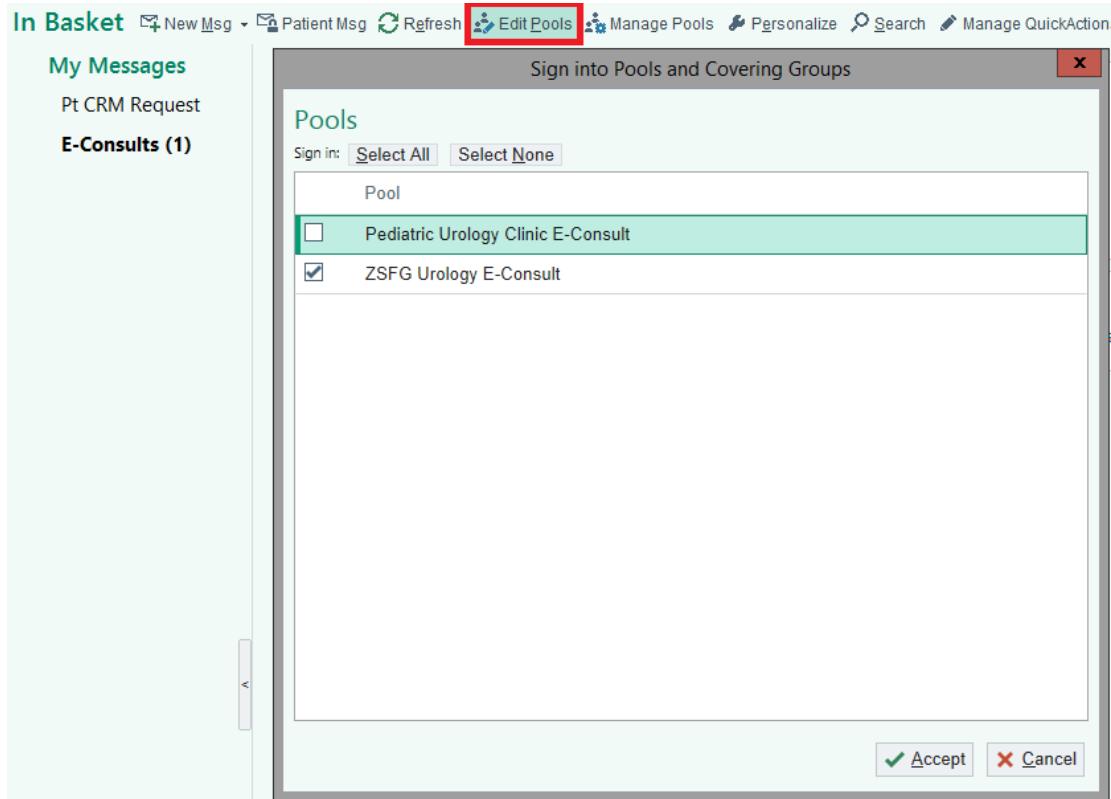 In Basket New Msg Patient Msg Refresh Edit Pools Manage Pools Personalize Search Manage QuickAction
My Messages
Pt CRM Request
E-Consults (1)
Sign into Pools and Covering Groups
x
Pools
Sign in: Select All Select None
Pool
Pediatric Urology Clinic E-Consult
ZSFG Urology E-Consult
<
Accept Cancel